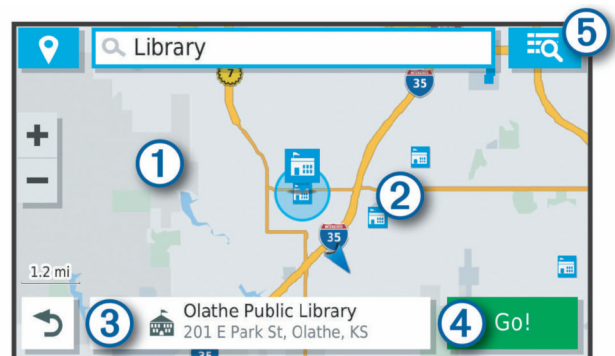 Library
5
7
35
+
1
−
2
35
1.2 mi
3
Olathe Public Library
201 E Park St, Olathe, KS
4
Go!
35